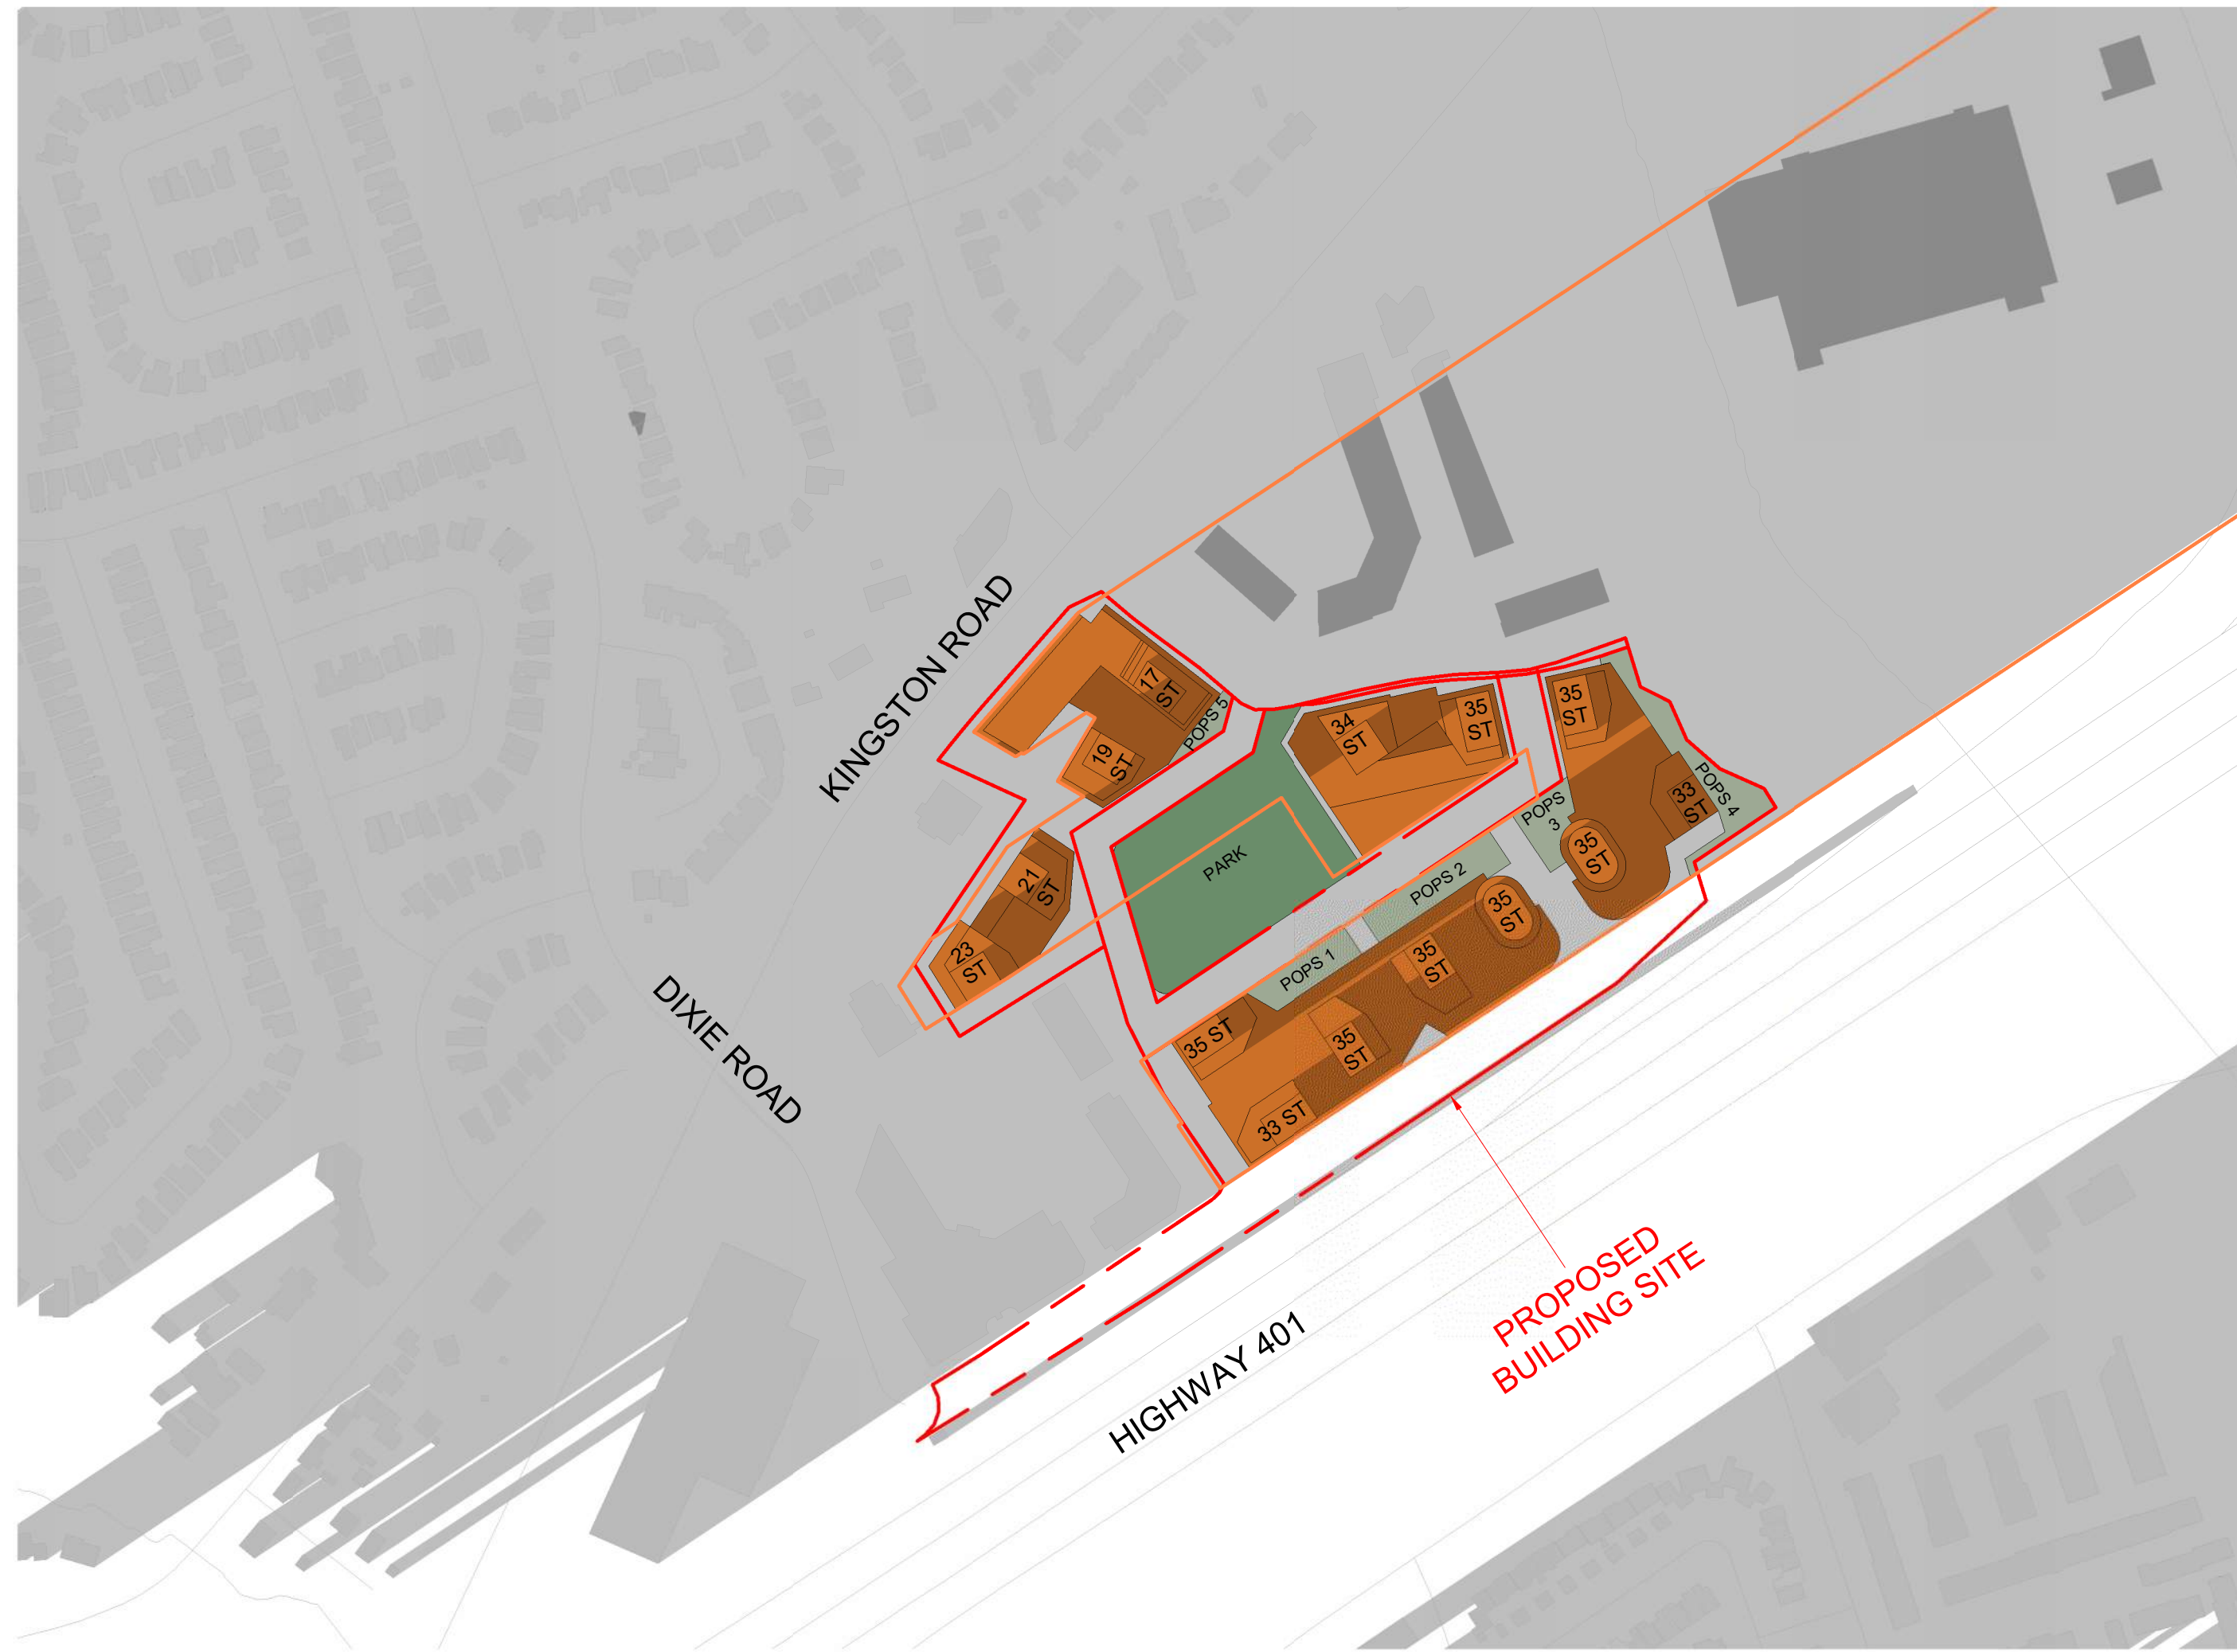 KINGSTON ROAD
17
ST
POPS 5
19
ST
34
ST
35
ST
35
ST
POPS 4
33
ST
POPS
3
35
ST
PARK
21
ST
POPS 2
35
ST
23
ST
POPS 1
35
ST
DIXIE ROAD
35 ST
35
ST
33 ST
HIGHWAY 401
PROPOSED
BUILDING SITE